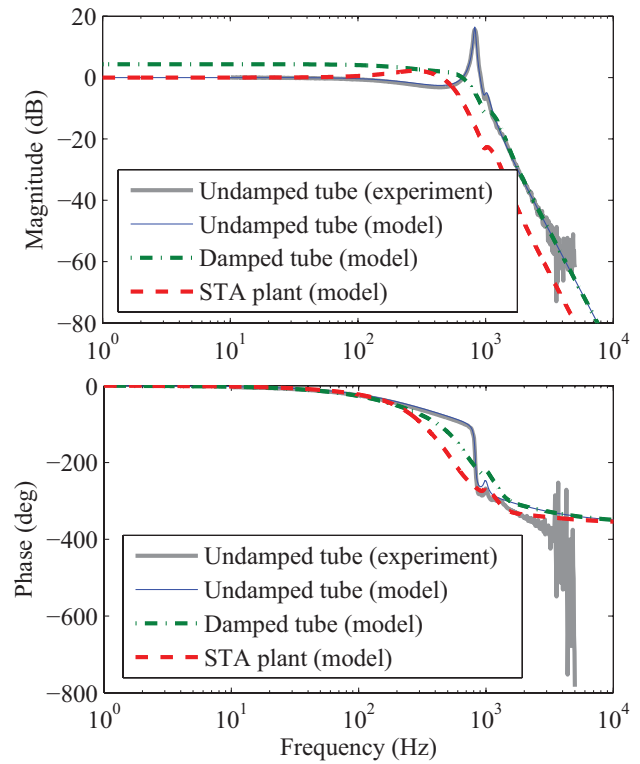 20
0
−20
−40
−60
−80
Magnitude (dB)
Undamped tube (experiment)
Undamped tube (model)
Damped tube (model)
STA plant (model)
10^0 10^1 10^2 10^3 10^4
0
−200
−400
−600
−800
Phase (deg)
Undamped tube (experiment)
Undamped tube (model)
Damped tube (model)
STA plant (model)
10^0 10^1 10^2 10^3 10^4
Frequency (Hz)